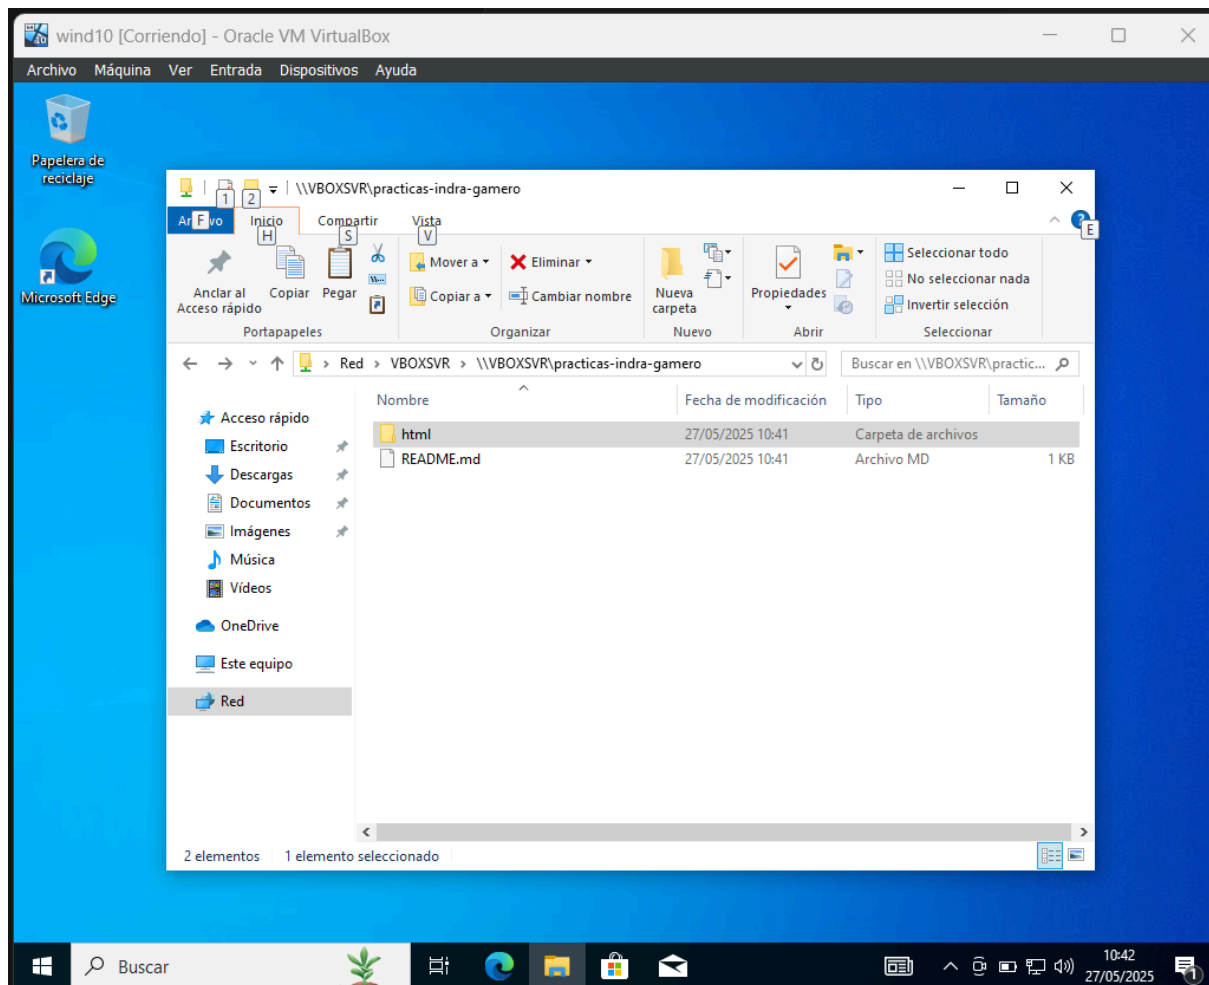 wind10 [Corriendo] - Oracle VM VirtualBox
Archivo Máquina Ver Entrada Dispositivos Ayuda
Papelera de
reciclaje
Microsoft Edge
1 2 \\VBOXSVR\practicas-indra-gamero
Ar F vo Inicio Compartir Vista
H S V E
Anclar al
Acceso rápido
Copiar
Pegar
Portapapeles
Mover a
Copiar a
Eliminar
Cambiar nombre
Organizar
Nueva
carpeta
Nuevo
Propiedades
Abrir
Seleccionar todo
No seleccionar nada
Invertir selección
Seleccionar
Red > VBOXSVR > \\VBOXSVR\practicas-indra-gamero
Buscar en \\VBOXSVR\practic...
Acceso rápido
Escritorio
Descargas
Documentos
Imágenes
Música
Vídeos
OneDrive
Este equipo
Red
Nombre Fecha de modificación Tipo Tamaño
html 27/05/2025 10:41 Carpeta de archivos
README.md 27/05/2025 10:41 Archivo MD 1 KB
2 elementos 1 elemento seleccionado
Buscar
10:42
27/05/2025
1